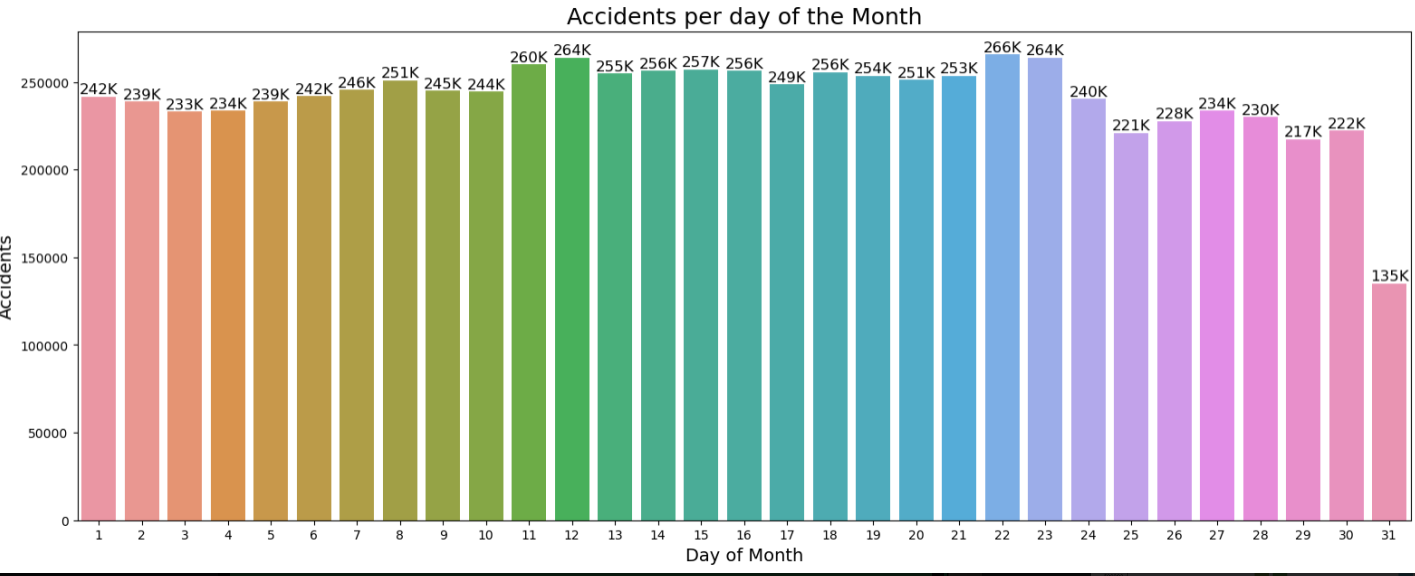 Accidents per day of the Month
Accidents
250000
200000
150000
100000
50000
0
242K 239K 233K 234K 239K 242K 246K 251K 245K 244K 260K 264K 255K 256K 257K 256K 249K 256K 254K 251K 253K 266K 264K 240K 221K 228K 234K 230K 217K 222K 135K
1 2 3 4 5 6 7 8 9 10 11 12 13 14 15 16 17 18 19 20 21 22 23 24 25 26 27 28 29 30 31
Day of Month